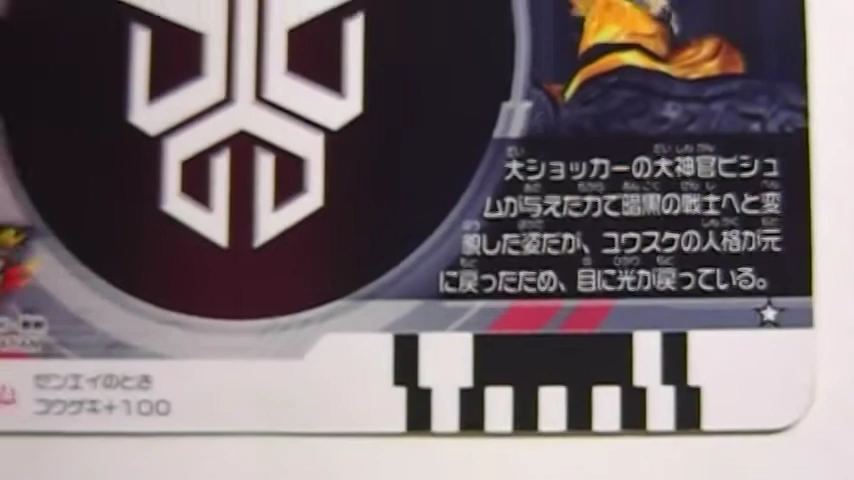 大ショッカーの大神官ビシュ
ムが与えた力で暗黒の戦士へと変
貌した姿だが、ユウスケの人格が元
に戻ったため、目に光が戻っている。
ゼンエイのとき
コウゲキ+100